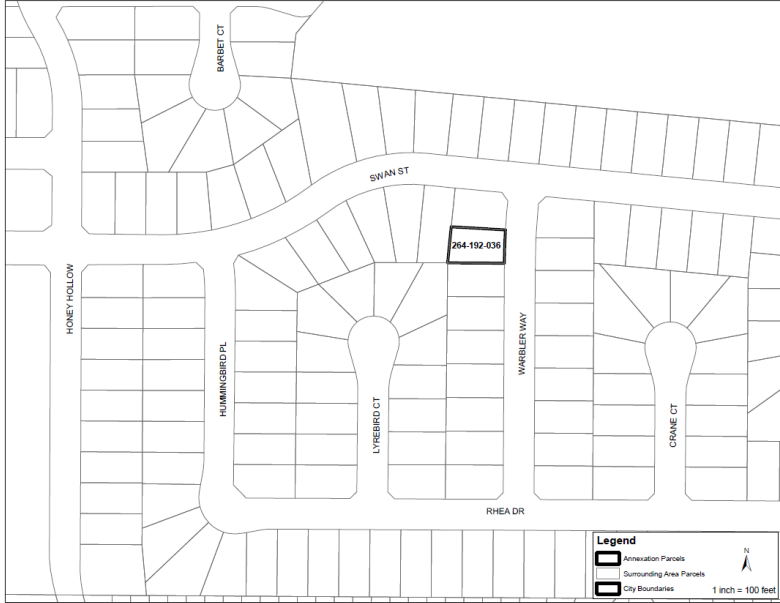 BARBET CT
SWAN ST
264-192-036
HONEY HOLLOW
HUMMINGBIRD PL
LYREBIRD CT
WARBLER WAY
CRANE CT
RHEA DR
Legend
Annexation Parcels
Surrounding Area Parcels
City Boundaries
N
1 inch = 100 feet